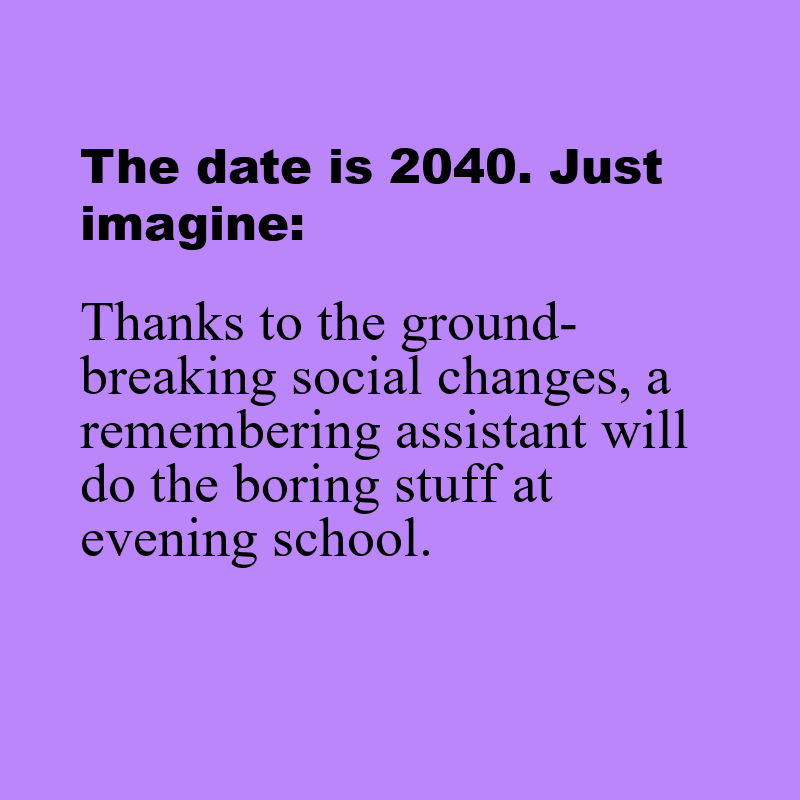 The date is 2040. Just
imagine:
Thanks to the ground-
breaking social changes, a
remembering assistant will
do the boring stuff at
evening school.